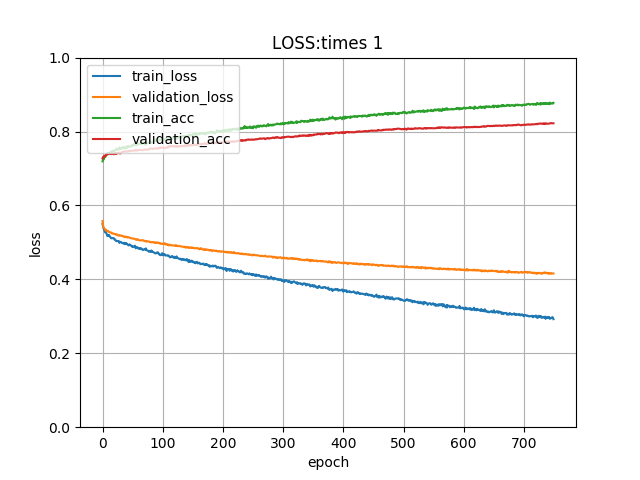 LOSS:times 1
train_loss
validation_loss
train_acc
validation_acc
1.0
0.8
0.6
0.4
0.2
0.0
loss
0 100 200 300 400 500 600 700
epoch